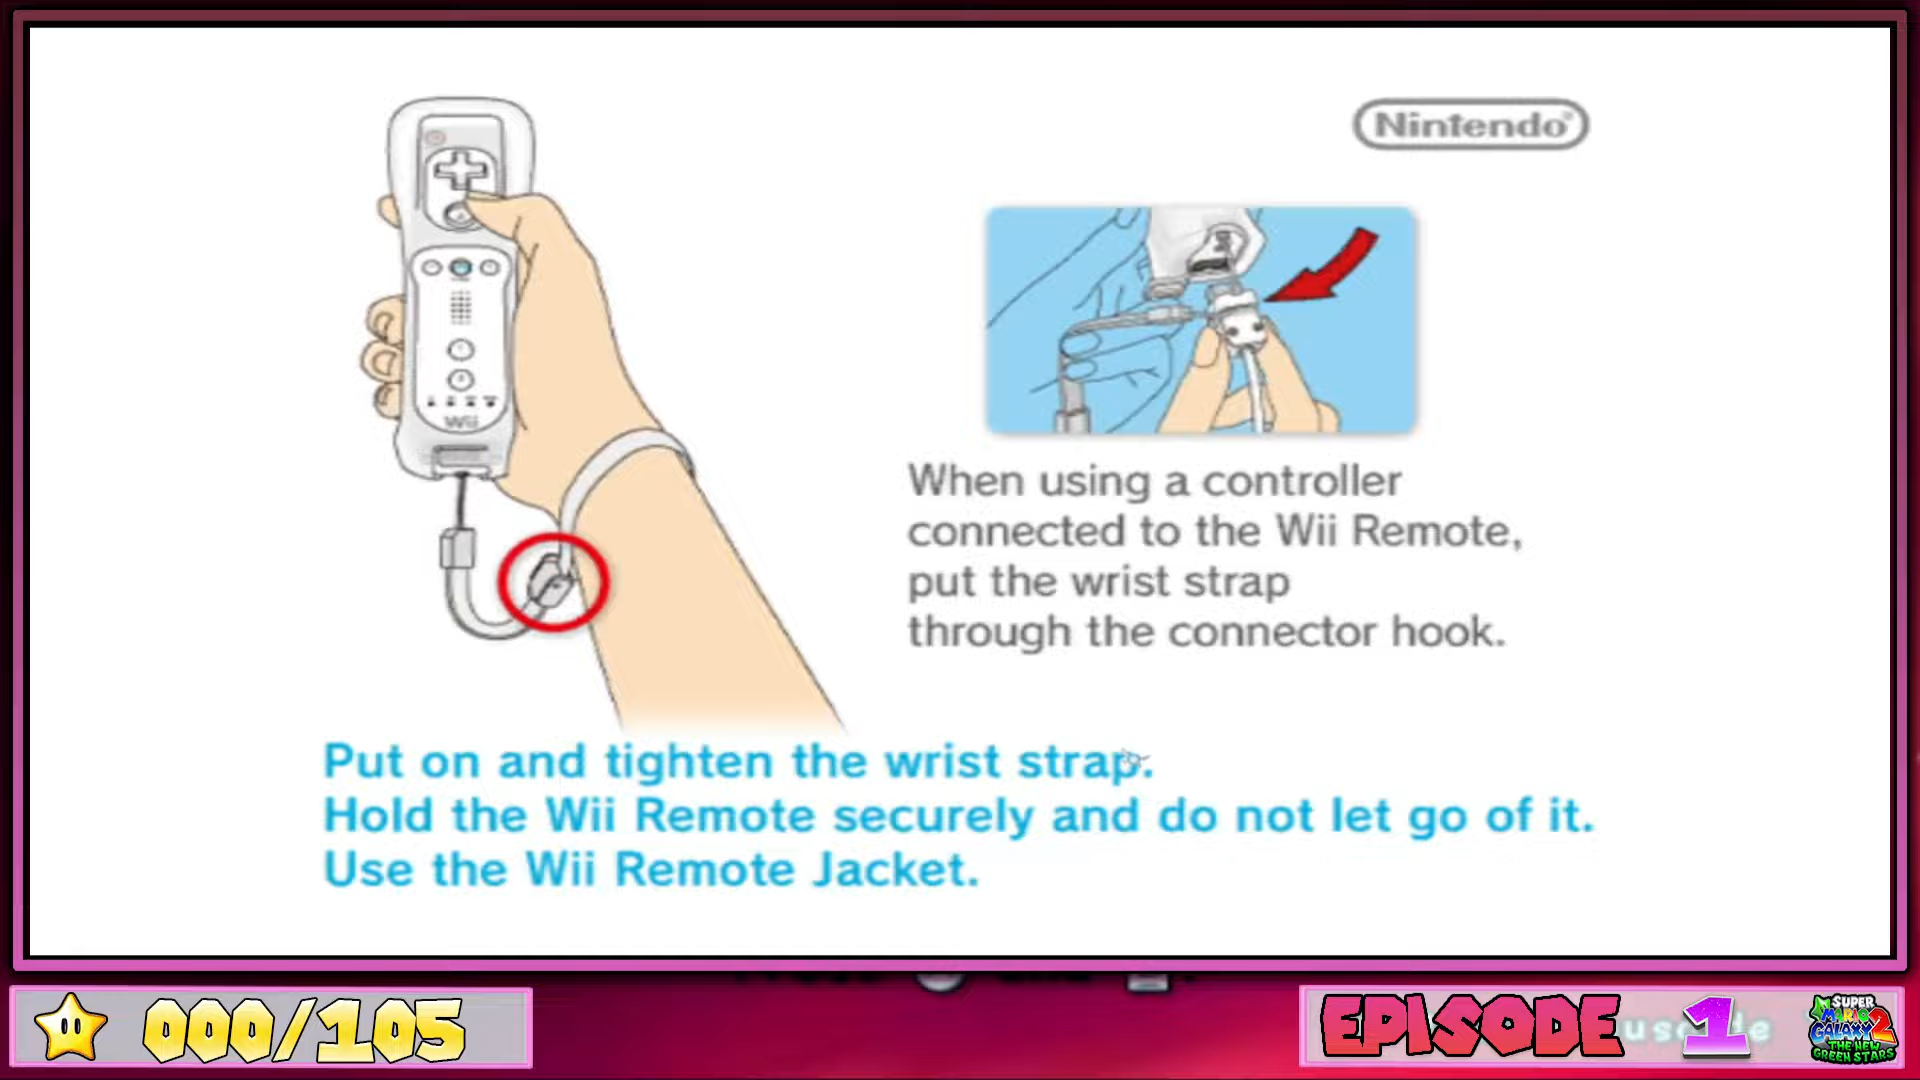 Nintendo®
Wii
When using a controller
connected to the Wii Remote,
put the wrist strap
through the connector hook.
Put on and tighten the wrist strap.
Hold the Wii Remote securely and do not let go of it.
Use the Wii Remote Jacket.
000/105
EPISODE 1
SUPER MARIO GALAXY 2
THE NEW
GREEN STARS